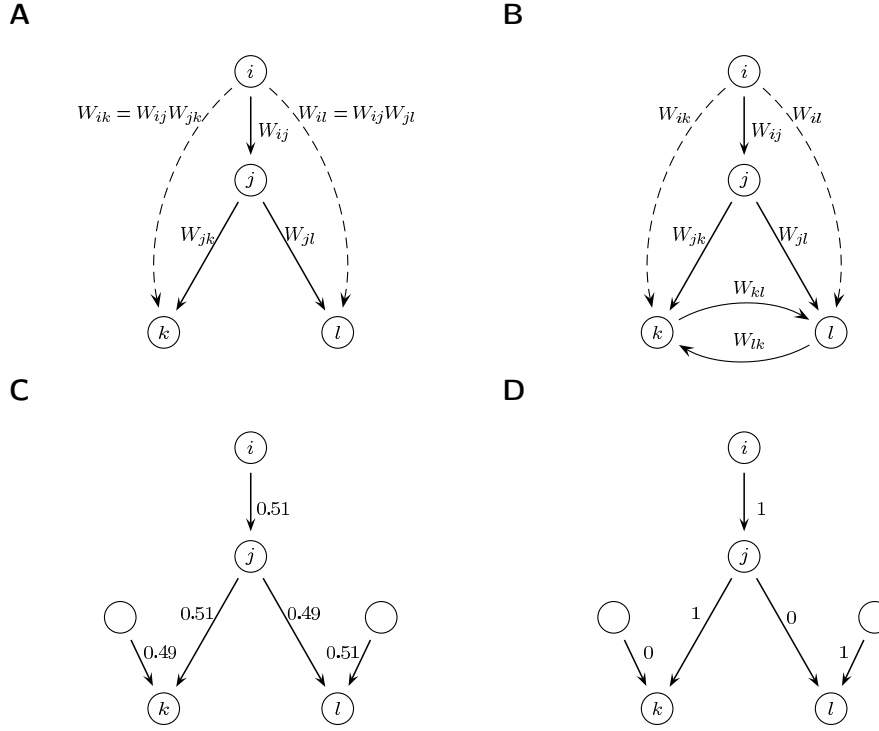 A
B
i
i
W_{ik} = W_{ij}W_{jk}
W_{il} = W_{ij}W_{jl}
W_{ik}
W_{il}
W_{ij}
W_{ij}
j
j
W_{jk}
W_{jl}
W_{jk}
W_{jl}
W_{kl}
k
l
k
l
W_{lk}
C
D
i
i
0.51
1
j
j
0.51
0.49
1
0
0.49
0.51
0
1
k
l
k
l